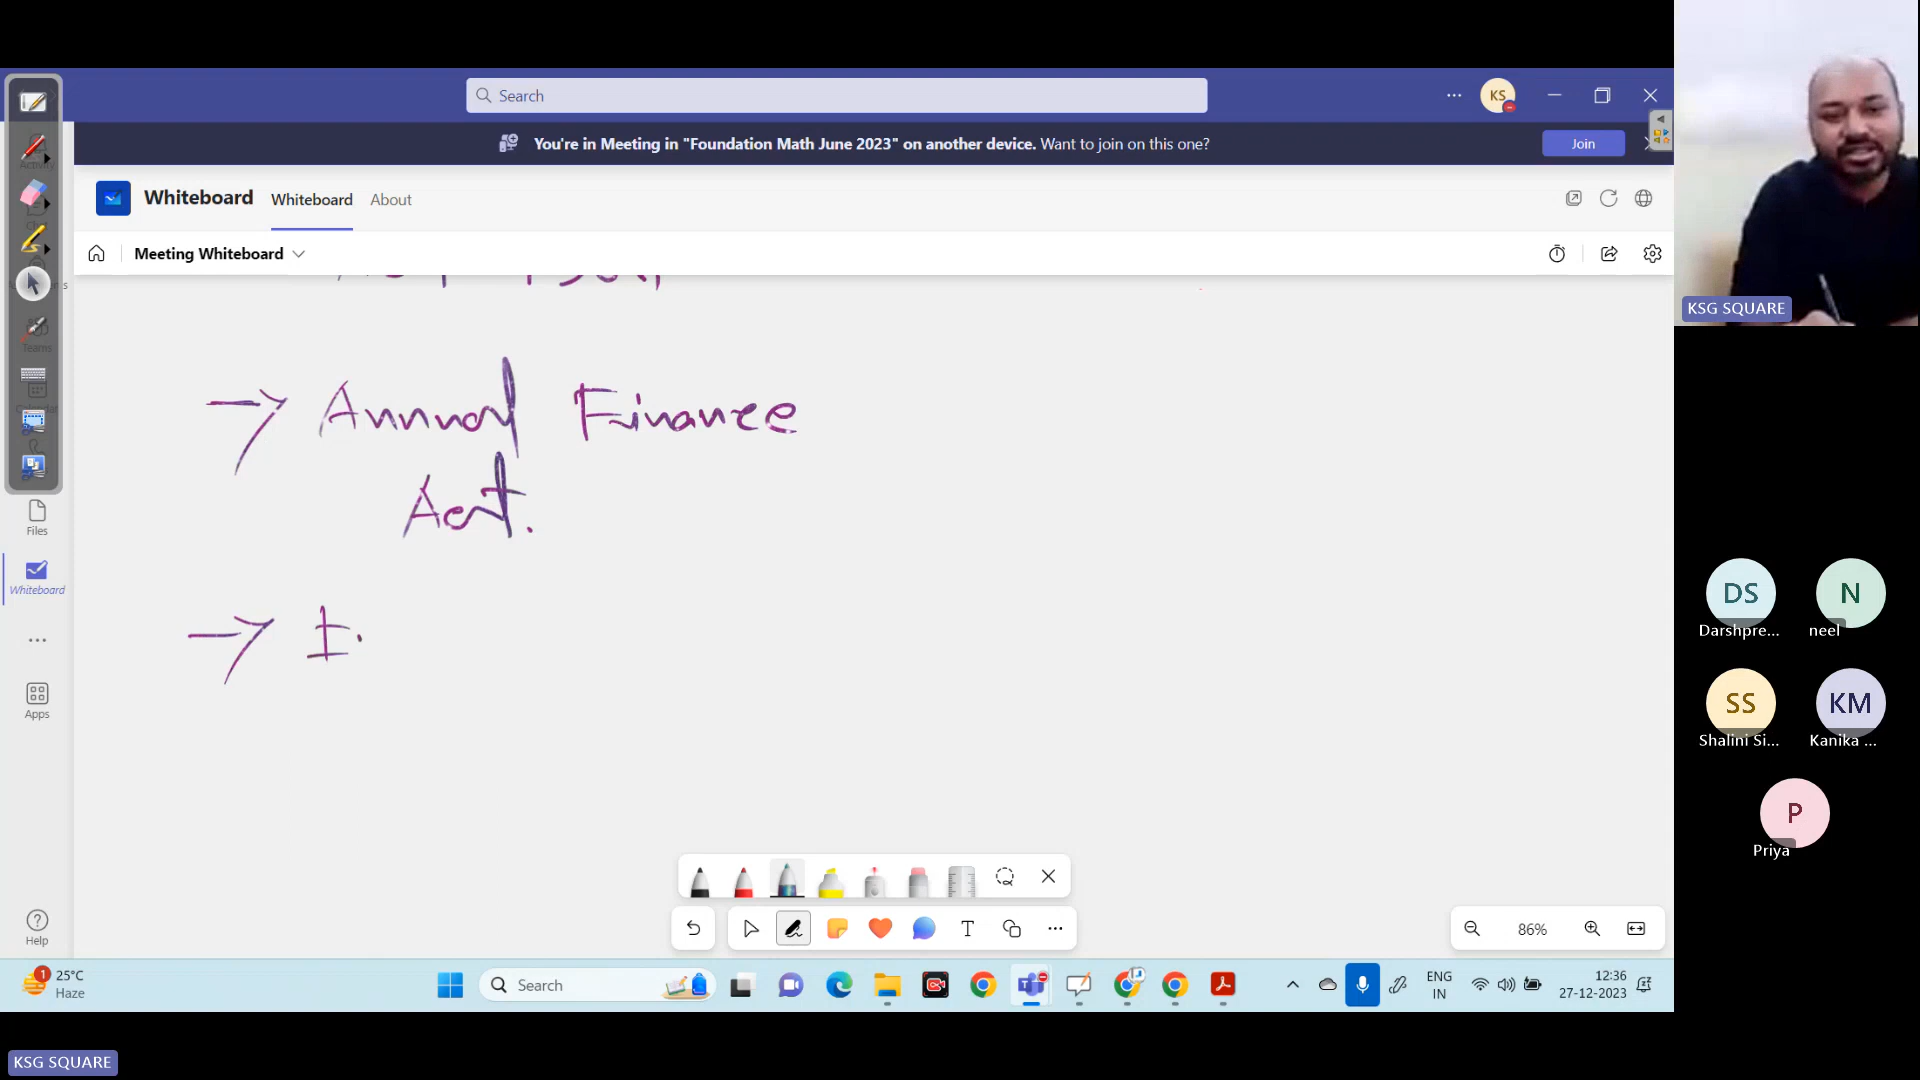 Search
KS
You're in Meeting in "Foundation Math June 2023" on another device. Want to join on this one?
Join
Whiteboard
Whiteboard
About
Meeting Whiteboard
KSG SQUARE
→ Annual Finance
Act.
Teams
Files
→ I.
Whiteboard
Apps
DS
Darshpre...
N
neel
SS
Shalini Si...
KM
Kanika ...
P
Priya
Help
T
86%
1
25°C
Haze
Search
ENG
IN
12:36
27-12-2023
KSG SQUARE